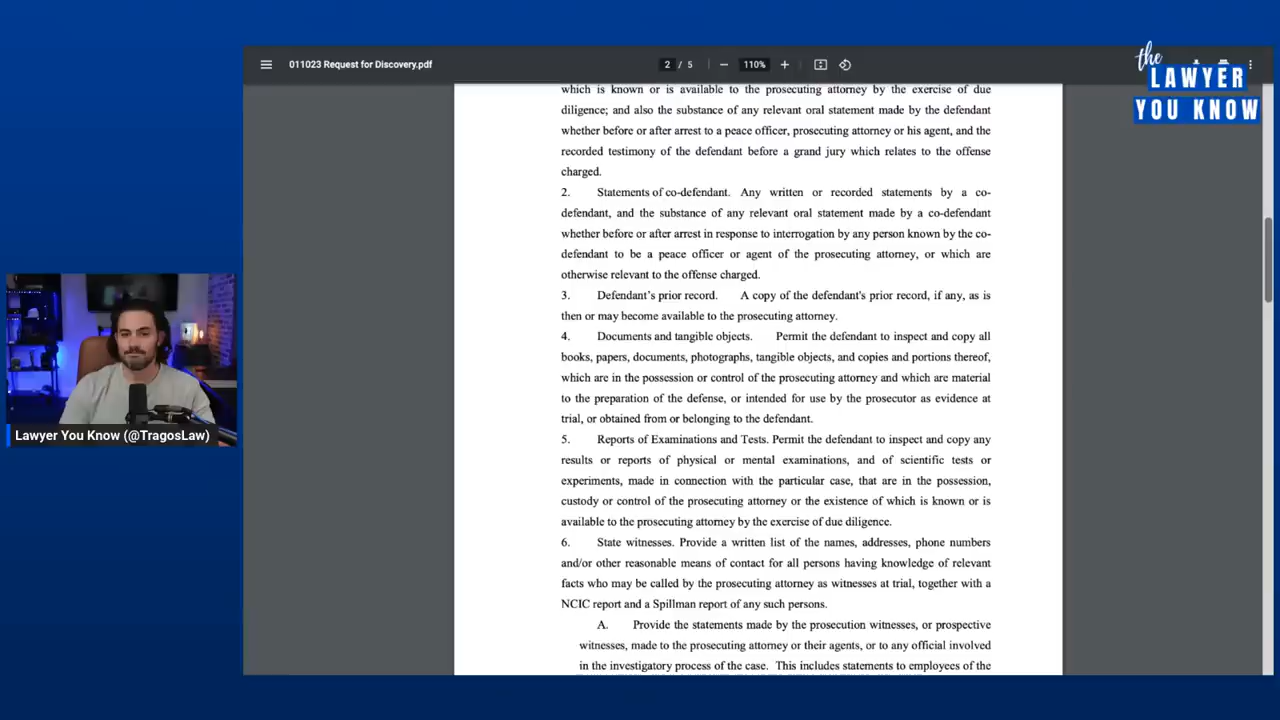 011023 Request for Discovery.pdf
2 / 5
110%
the
LAWYER
YOU KNOW
which is known or is available to the prosecuting attorney by the exercise of due
diligence; and also the substance of any relevant oral statement made by the defendant
whether before or after arrest to a peace officer, prosecuting attorney or his agent, and the
recorded testimony of the defendant before a grand jury which relates to the offense
charged.
2. Statements of co-defendant. Any written or recorded statements by a co-
defendant, and the substance of any relevant oral statement made by a co-defendant
whether before or after arrest in response to interrogation by any person known by the co-
defendant to be a peace officer or agent of the prosecuting attorney, or which are
otherwise relevant to the offense charged.
3. Defendant's prior record. A copy of the defendant's prior record, if any, as is
then or may become available to the prosecuting attorney.
4. Documents and tangible objects. Permit the defendant to inspect and copy all
books, papers, documents, photographs, tangible objects, and copies and portions thereof,
which are in the possession or control of the prosecuting attorney and which are material
to the preparation of the defense, or intended for use by the prosecutor as evidence at
trial, or obtained from or belonging to the defendant.
5. Reports of Examinations and Tests. Permit the defendant to inspect and copy any
results or reports of physical or mental examinations, and of scientific tests or
experiments, made in connection with the particular case, that are in the possession,
custody or control of the prosecuting attorney or the existence of which is known or is
available to the prosecuting attorney by the exercise of due diligence.
6. State witnesses. Provide a written list of the names, addresses, phone numbers
and/or other reasonable means of contact for all persons having knowledge of relevant
facts who may be called by the prosecuting attorney as witnesses at trial, together with a
NCIC report and a Spillman report of any such persons.
A. Provide the statements made by the prosecution witnesses, or prospective
witnesses, made to the prosecuting attorney or their agents, or to any official involved
in the investigatory process of the case. This includes statements to employees of the
Lawyer You Know (@TragosLaw)